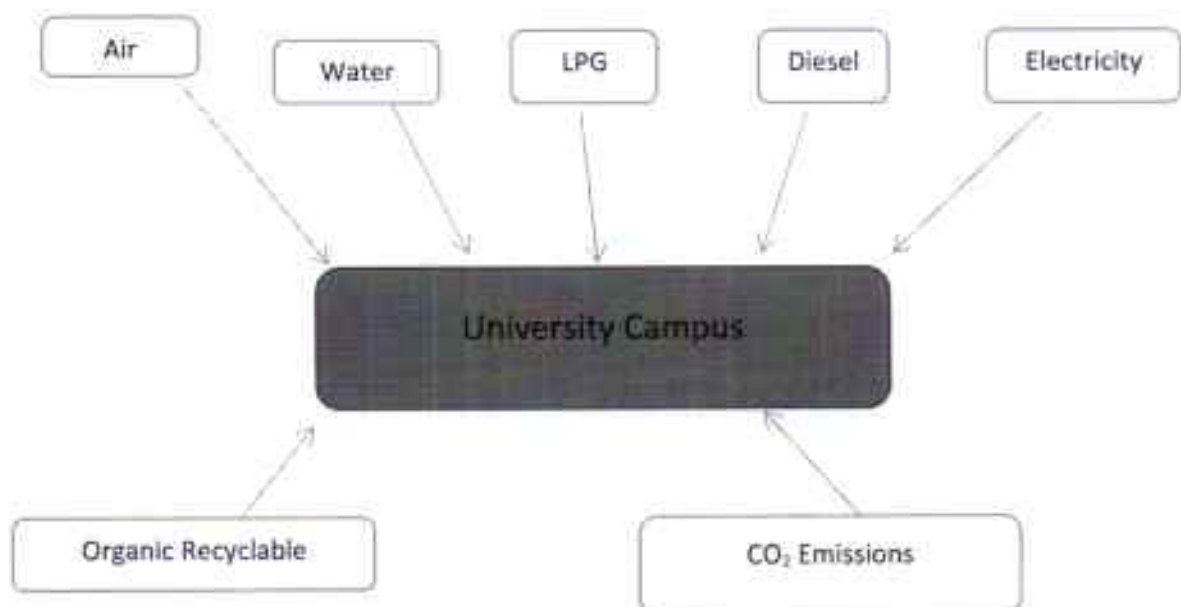 Air
Water
LPG
Diesel
Electricity
University Campus
Organic Recyclable
CO₂ Emissions